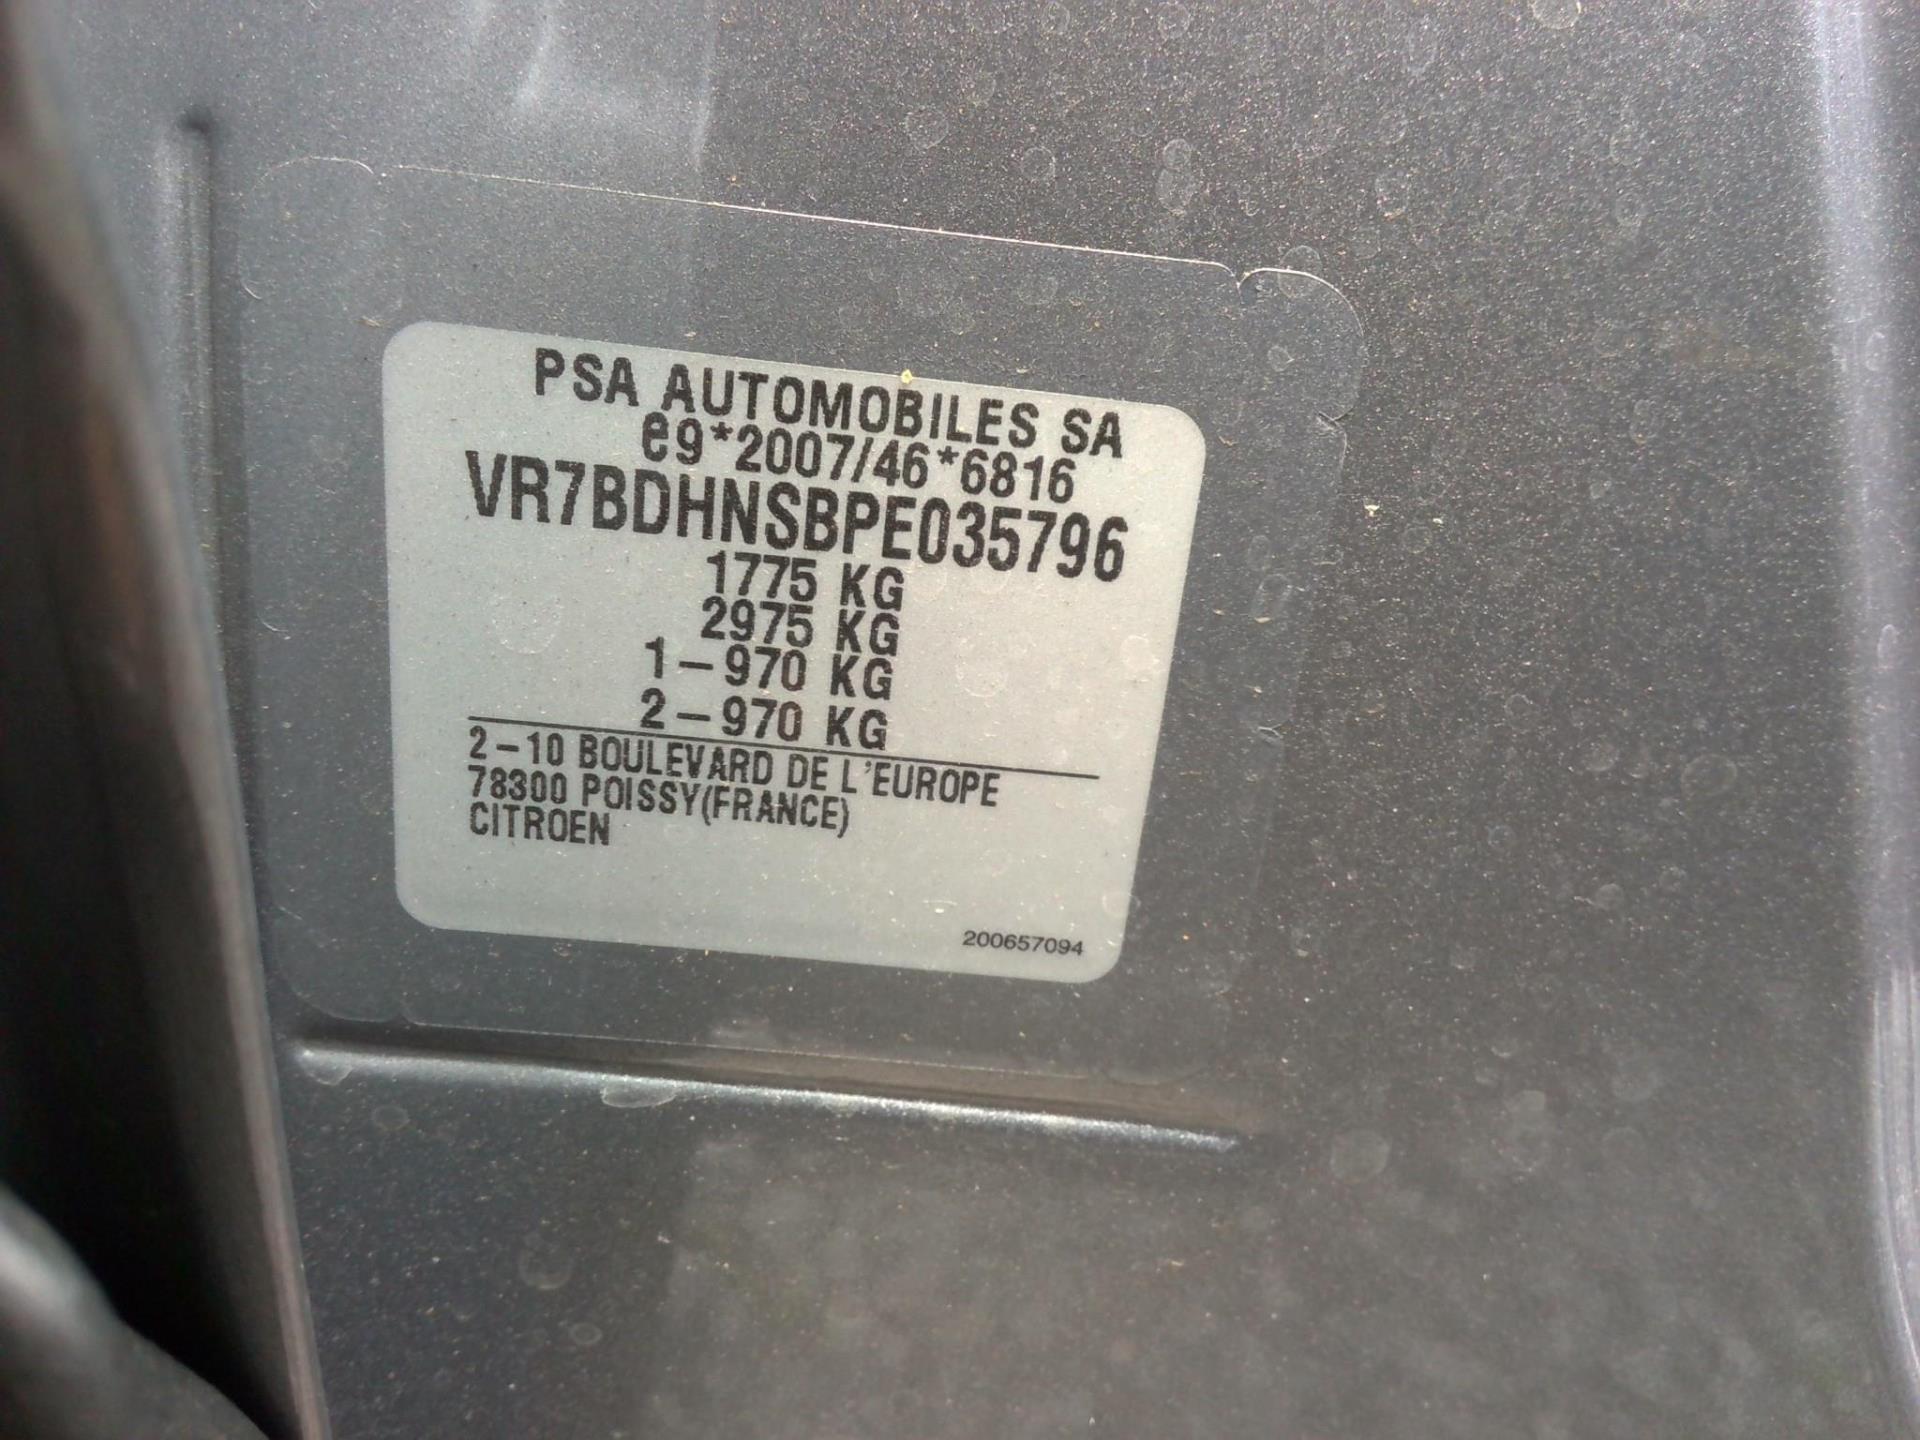 PSA AUTOMOBILES SA
e9*2007/46*6816
VR7BDHNSBPE035796
1775 KG
2975 KG
1-970 KG
2-970 KG
2-10 BOULEVARD DE L'EUROPE
78300 POISSY(FRANCE)
CITROEN
200657094